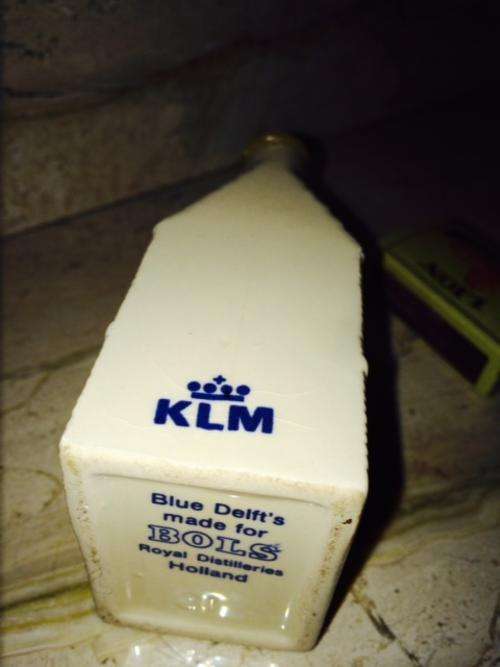 KLM
Blue Delft's
made for
BOLS
Royal Distilleries
Holland